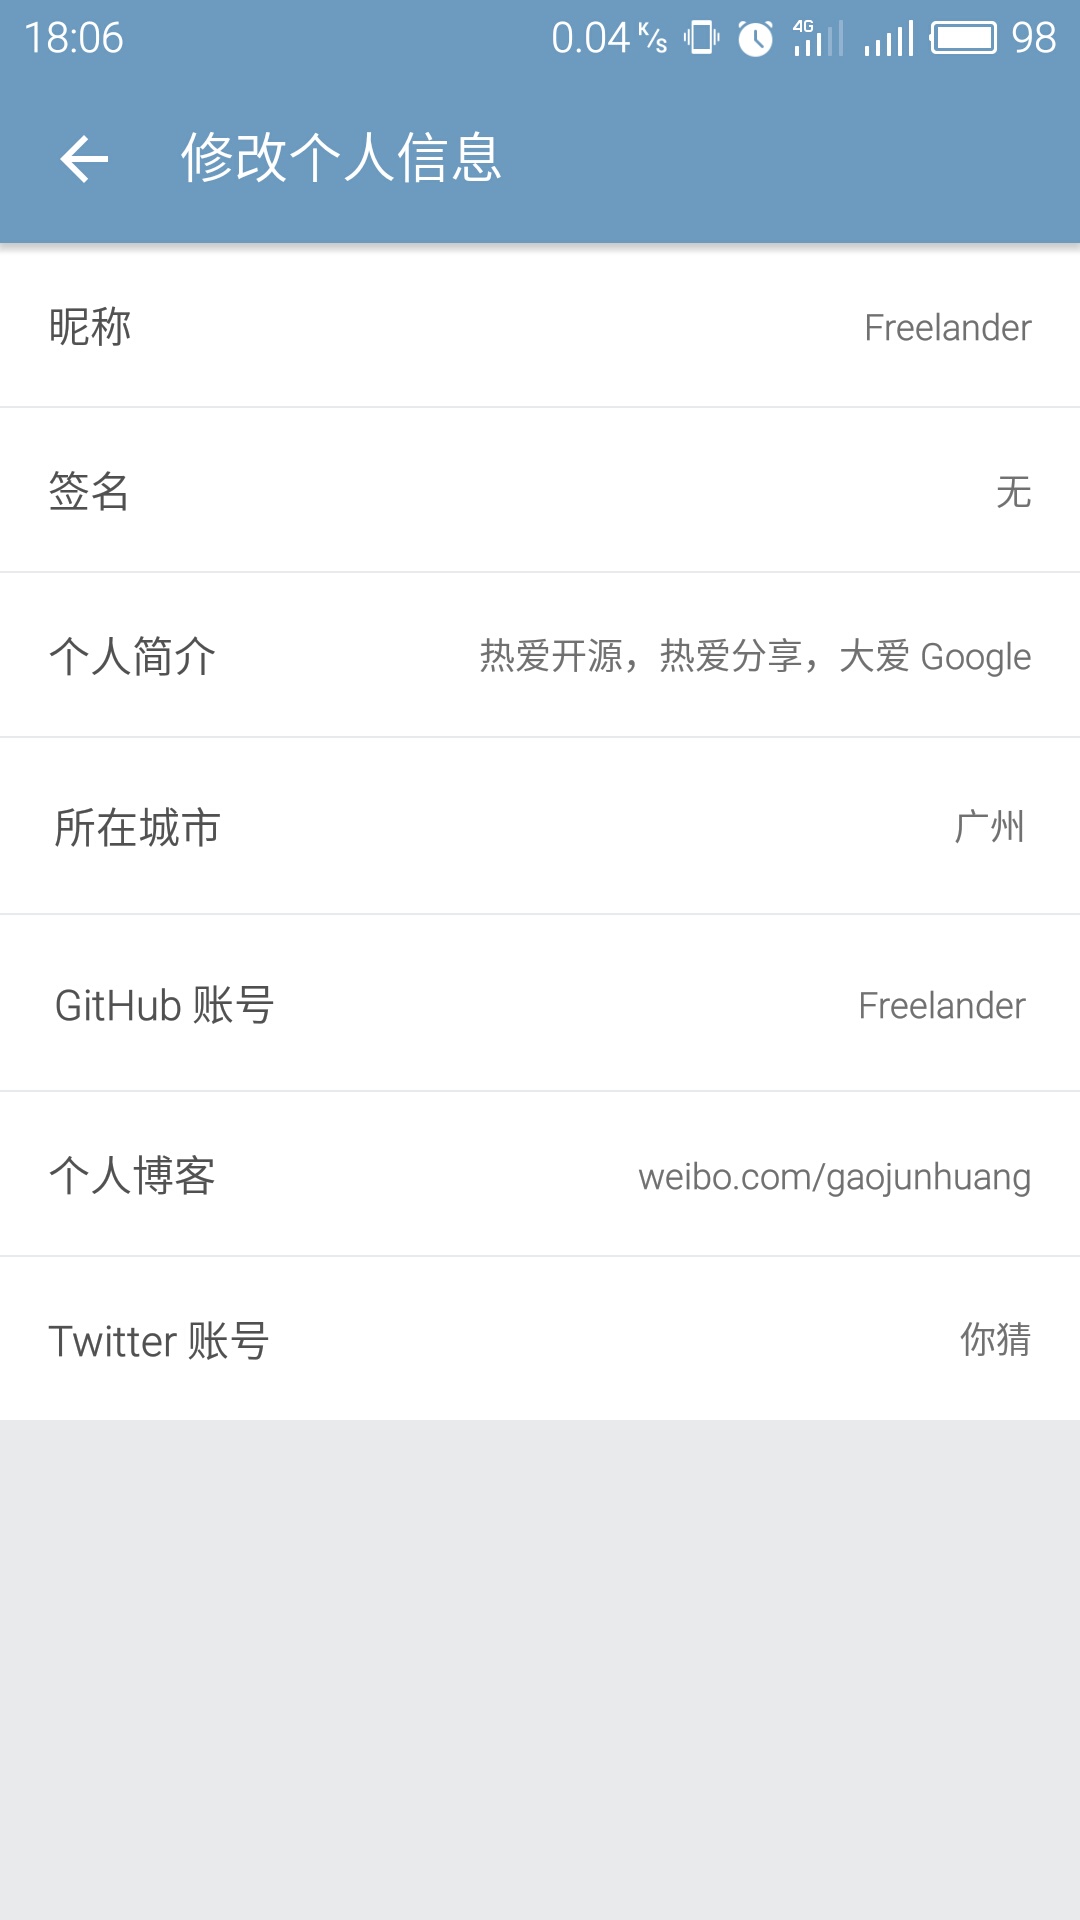 18:06 0.04 K/s 4G 98
修改个人信息
昵称 Freelander
签名 无
个人简介 热爱开源，热爱分享，大爱 Google
所在城市 广州
GitHub 账号 Freelander
个人博客 weibo.com/gaojunhuang
Twitter 账号 你猜